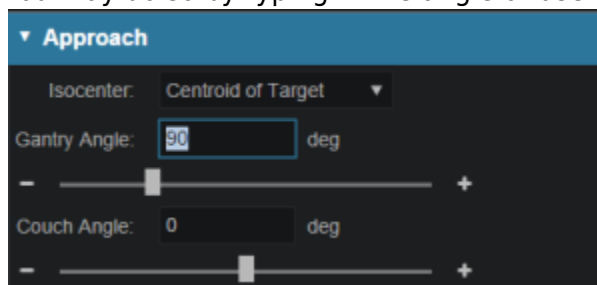 ▼ Approach
Isocenter: Centroid of Target ▼
Gantry Angle: 90 deg
− +
Couch Angle: 0 deg
− +